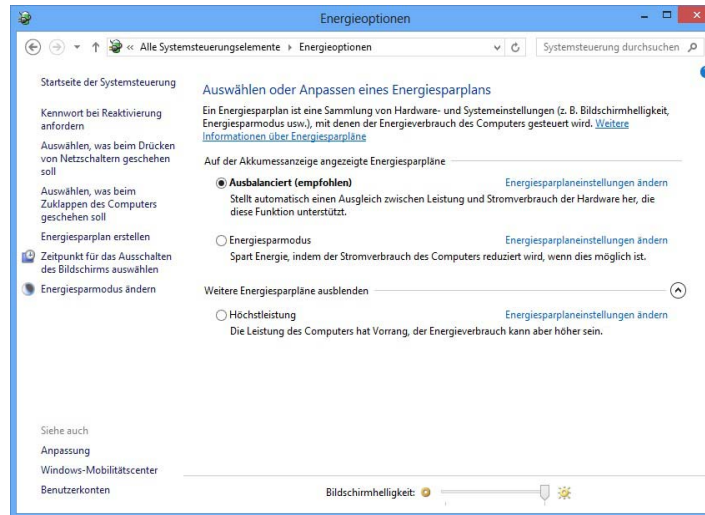 Energieoptionen
« Alle Systemsteuerungselemente ▸ Energieoptionen
Systemsteuerung durchsuchen
Startseite der Systemsteuerung
Kennwort bei Reaktivierung
anfordern
Auswählen, was beim Drücken
von Netzschaltern geschehen
soll
Auswählen, was beim
Zuklappen des Computers
geschehen soll
Energiesparplan erstellen
Zeitpunkt für das Ausschalten
des Bildschirms auswählen
Energiesparmodus ändern
Siehe auch
Anpassung
Windows-Mobilitätscenter
Benutzerkonten
Auswählen oder Anpassen eines Energiesparplans
Ein Energiesparplan ist eine Sammlung von Hardware- und Systemeinstellungen (z. B. Bildschirmhelligkeit,
Energiesparmodus usw.), mit denen der Energieverbrauch des Computers gesteuert wird. Weitere
Informationen über Energiesparpläne
Auf der Akkumessanzeige angezeigte Energiesparpläne
Ausbalanciert (empfohlen) Energiesparplaneinstellungen ändern
Stellt automatisch einen Ausgleich zwischen Leistung und Stromverbrauch der Hardware her, die
diese Funktion unterstützt.
Energiesparmodus Energiesparplaneinstellungen ändern
Spart Energie, indem der Stromverbrauch des Computers reduziert wird, wenn dies möglich ist.
Weitere Energiesparpläne ausblenden
Höchstleistung Energiesparplaneinstellungen ändern
Die Leistung des Computers hat Vorrang, der Energieverbrauch kann aber höher sein.
Bildschirmhelligkeit: